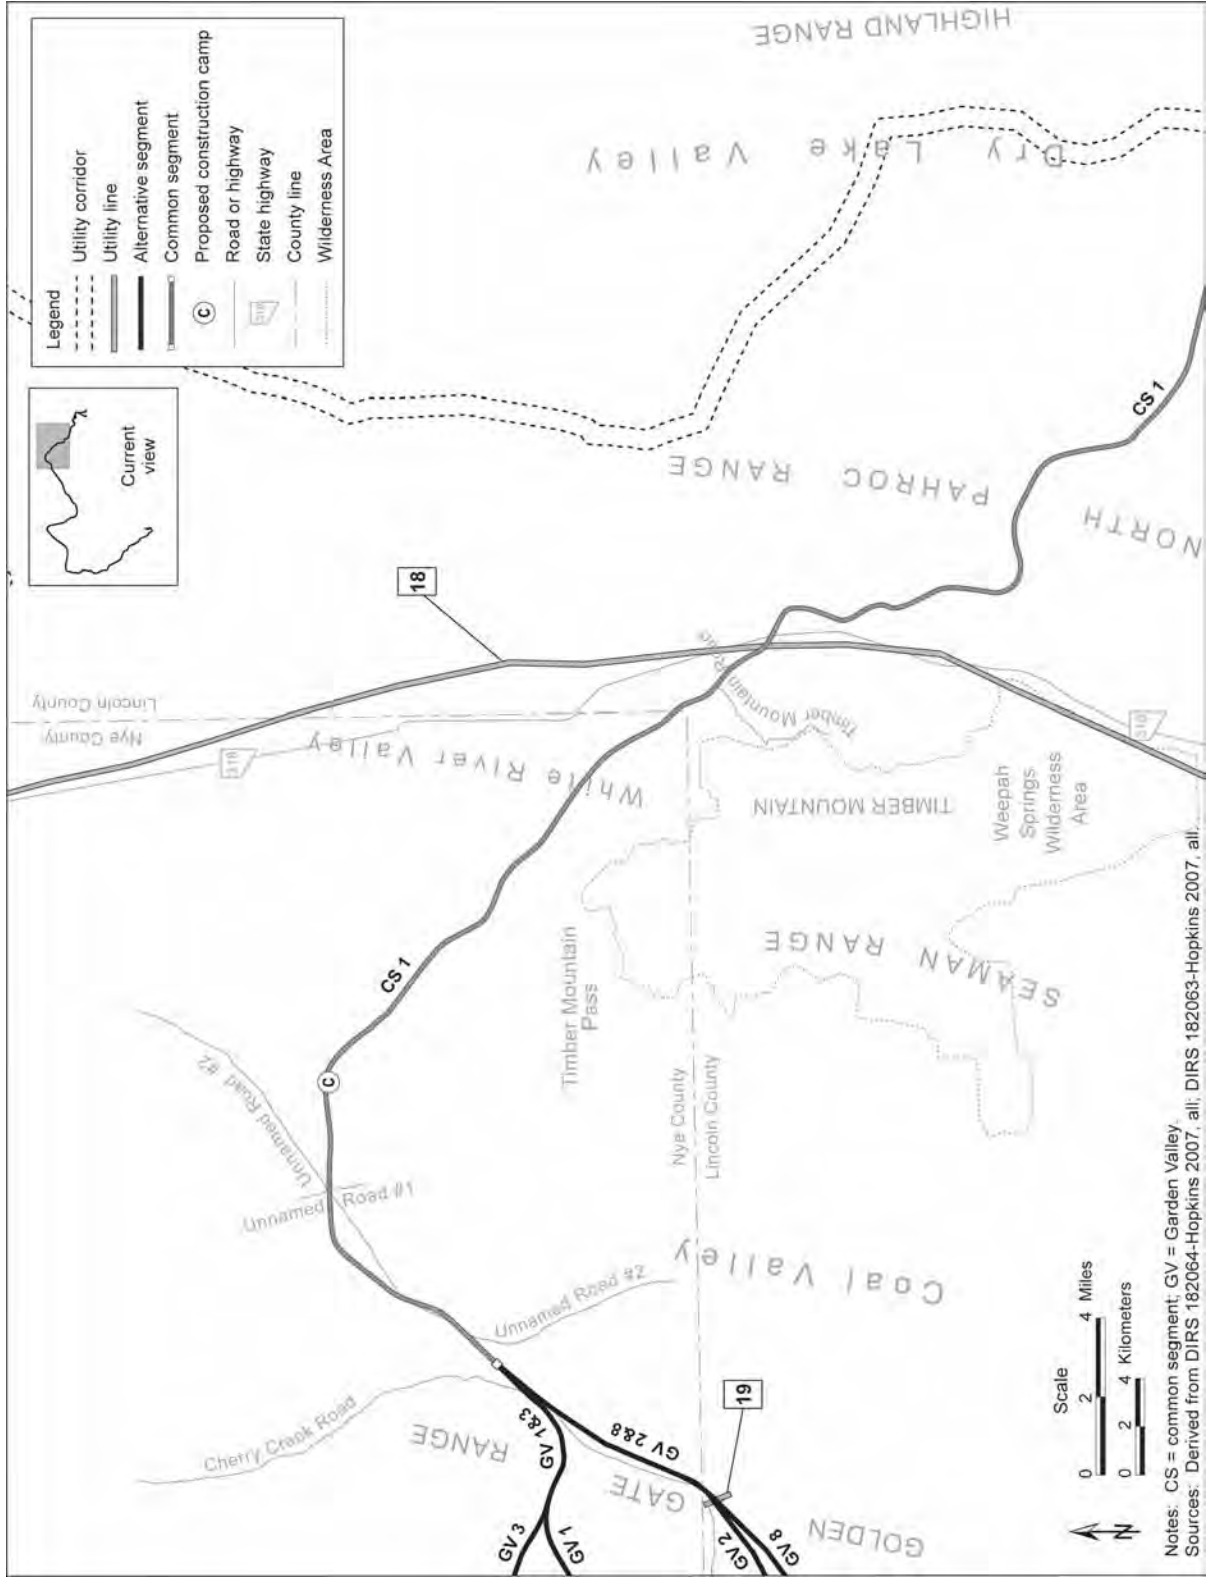 Legend
Utility corridor
Utility line
Alternative segment
Common segment
C
Proposed construction camp
Road or highway
318
State highway
County line
Wilderness Area
Current
view
HIGHLAND RANGE
Dry Lake Valley
NORTH PAHROC RANGE
CS 1
18
Lincoln County
Nye County
318
White River Valley
Timber Mountain Road
318
TIMBER MOUNTAIN
Weepah
Springs
Wilderness
Area
SEAMAN RANGE
Timber Mountain
Pass
CS 1
C
Unnamed Road #2
Unnamed Road #1
Nye County
Lincoln County
Coal Valley
Unnamed Road #2
Cherry Creek Road
GV 1&3
GV 2&8
GV 3
GV 1
GV 2
GV 8
19
GOLDEN GATE RANGE
Scale
0 2 4 Miles
0 2 4 Kilometers
N
Notes: CS = common segment; GV = Garden Valley.
Sources: Derived from DIRS 182064-Hopkins 2007, all; DIRS 182063-Hopkins 2007, all.